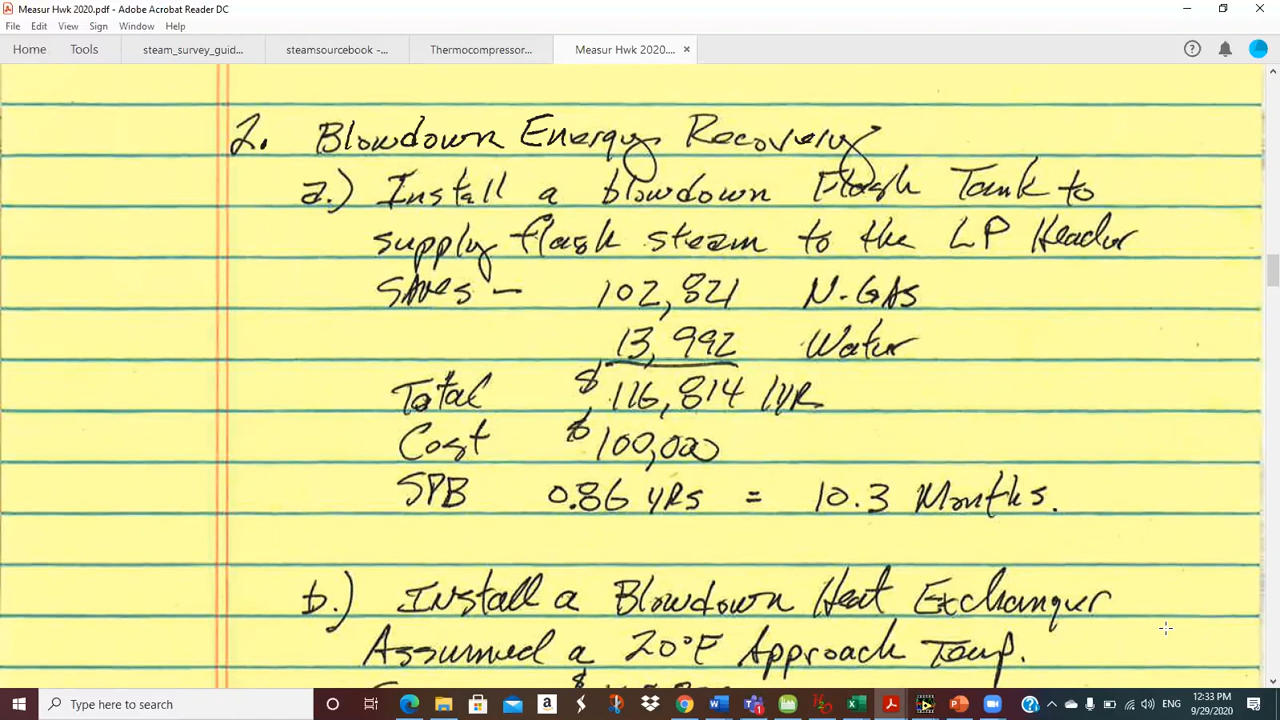 Measur Hwk 2020.pdf - Adobe Acrobat Reader DC
File Edit View Sign Window Help
Home Tools steam_survey_guid... steamsourcebook -... Thermocompressor... Measur Hwk 2020....
2. Blowdown Energy Recovery
a.) Install a blowdown Flash Tank to
supply flash steam to the LP Header
SAves - 102,821 N-GAs
13,992 Water
Total $ 116,814 /yR
Cost $ 100,000
SPB 0.86 yRs = 10.3 Months.
b.) Install a Blowdown Heat Exchanger
Assumed a 20°F Approach Temp.
Type here to search
ENG 12:33 PM
9/29/2020